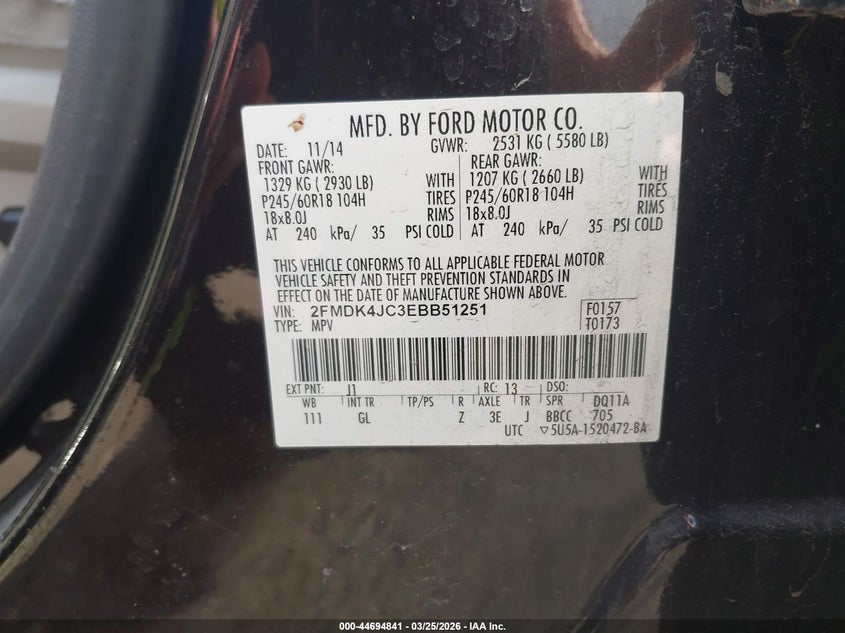 MFD. BY FORD MOTOR CO.
DATE: 11/14 GVWR: 2531 KG ( 5580 LB)
FRONT GAWR: REAR GAWR:
1329 KG ( 2930 LB) WITH 1207 KG ( 2660 LB) WITH
P245/60R18 104H TIRES P245/60R18 104H TIRES
18x8.0J RIMS 18x8.0J RIMS
AT 240 kPa/ 35 PSI COLD AT 240 kPa/ 35 PSI COLD
THIS VEHICLE CONFORMS TO ALL APPLICABLE FEDERAL MOTOR
VEHICLE SAFETY AND THEFT PREVENTION STANDARDS IN
EFFECT ON THE DATE OF MANUFACTURE SHOWN ABOVE.
VIN: 2FMDK4JC3EBB51251 F0157
TYPE: MPV T0173
EXT PNT: J1 RC: 13 DSO:
WB INT TR TP/PS R AXLE TR SPR DQ11A
111 GL Z 3E J BBCC 705
UTC ▽5U5A-1520472-BA
000-44694841 - 03/25/2026 - IAA Inc.